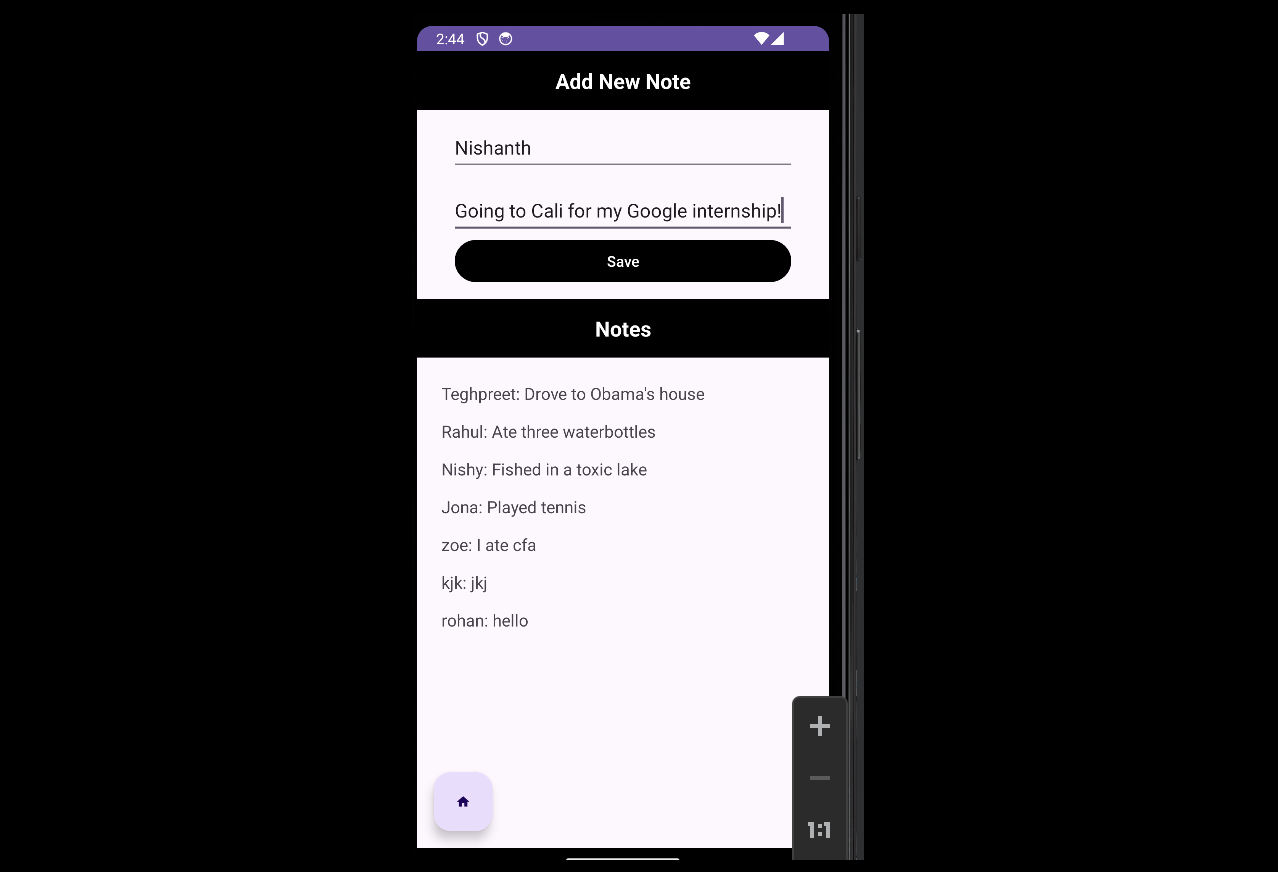 2:44
Add New Note
Nishanth
Going to Cali for my Google internship!
Save
Notes
Teghpreet: Drove to Obama's house
Rahul: Ate three waterbottles
Nishy: Fished in a toxic lake
Jona: Played tennis
zoe: I ate cfa
kjk: jkj
rohan: hello
1:1